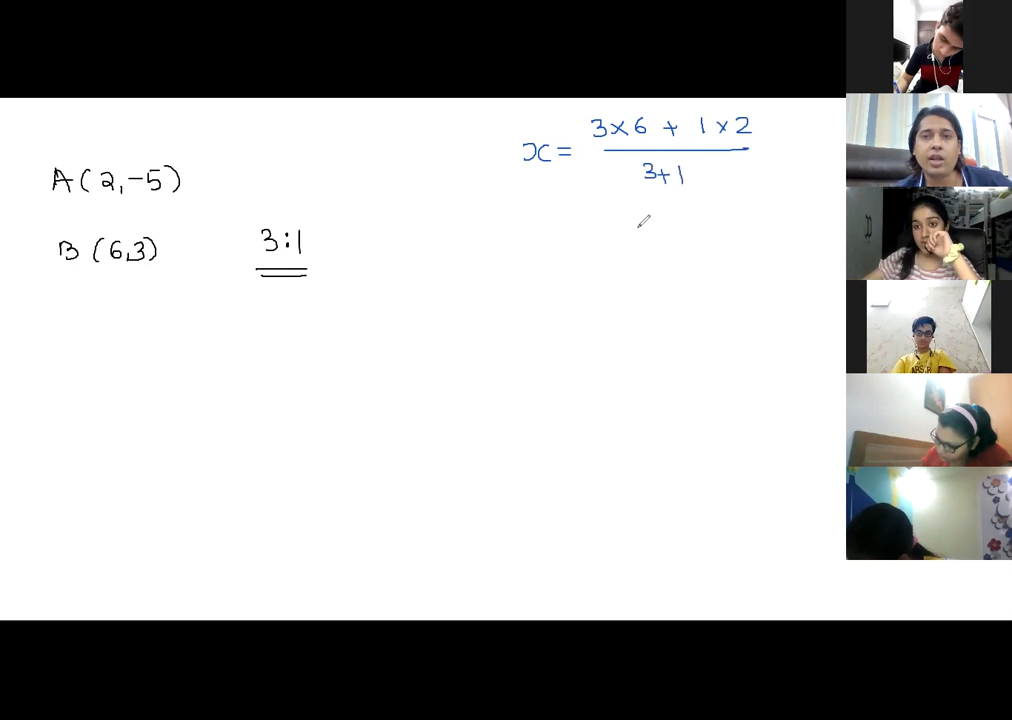 A(2,-5)
B (6,3)
3:1
x = 3×6 + 1×2
3+1